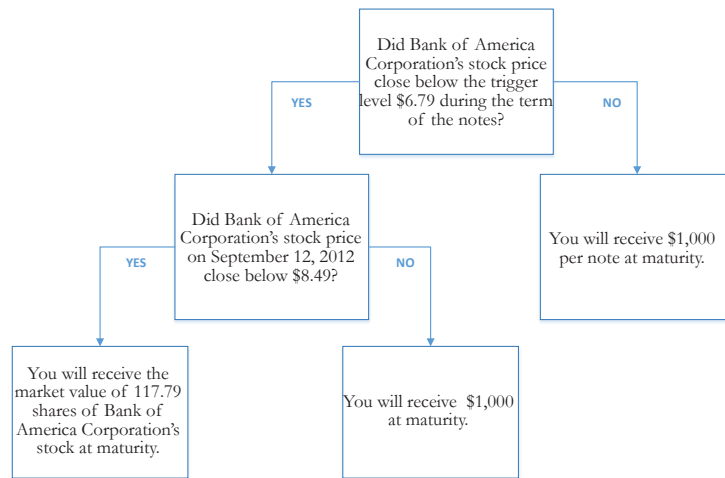 Did Bank of America
Corporation's stock price
close below the trigger
level $6.79 during the term
of the notes?
YES
NO
Did Bank of America
Corporation's stock price
on September 12, 2012
close below $8.49?
You will receive $1,000
per note at maturity.
YES
NO
You will receive the
market value of 117.79
shares of Bank of
America Corporation's
stock at maturity.
You will receive $1,000
at maturity.